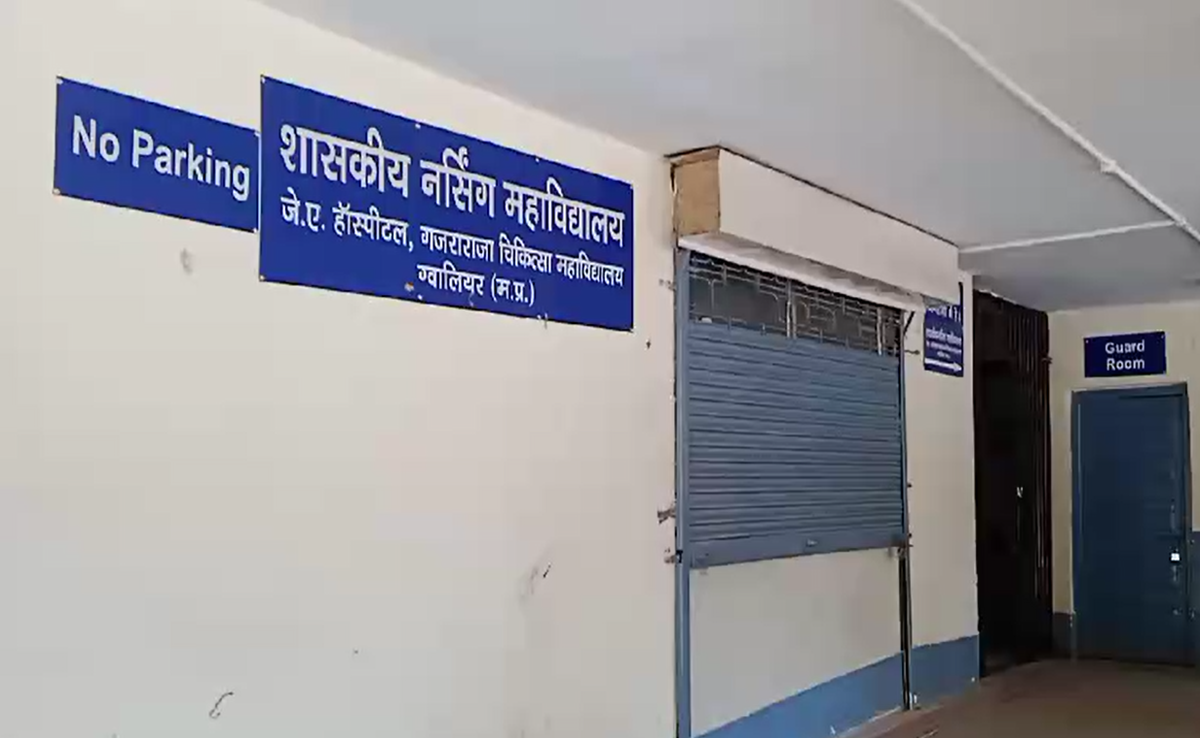 No Parking
शासकीय नर्सिंग महाविद्यालय
जे.ए. हॉस्पीटल, गजराराजा चिकित्सा महाविद्यालय
ग्वालियर (म.प्र.)
Guard
Room